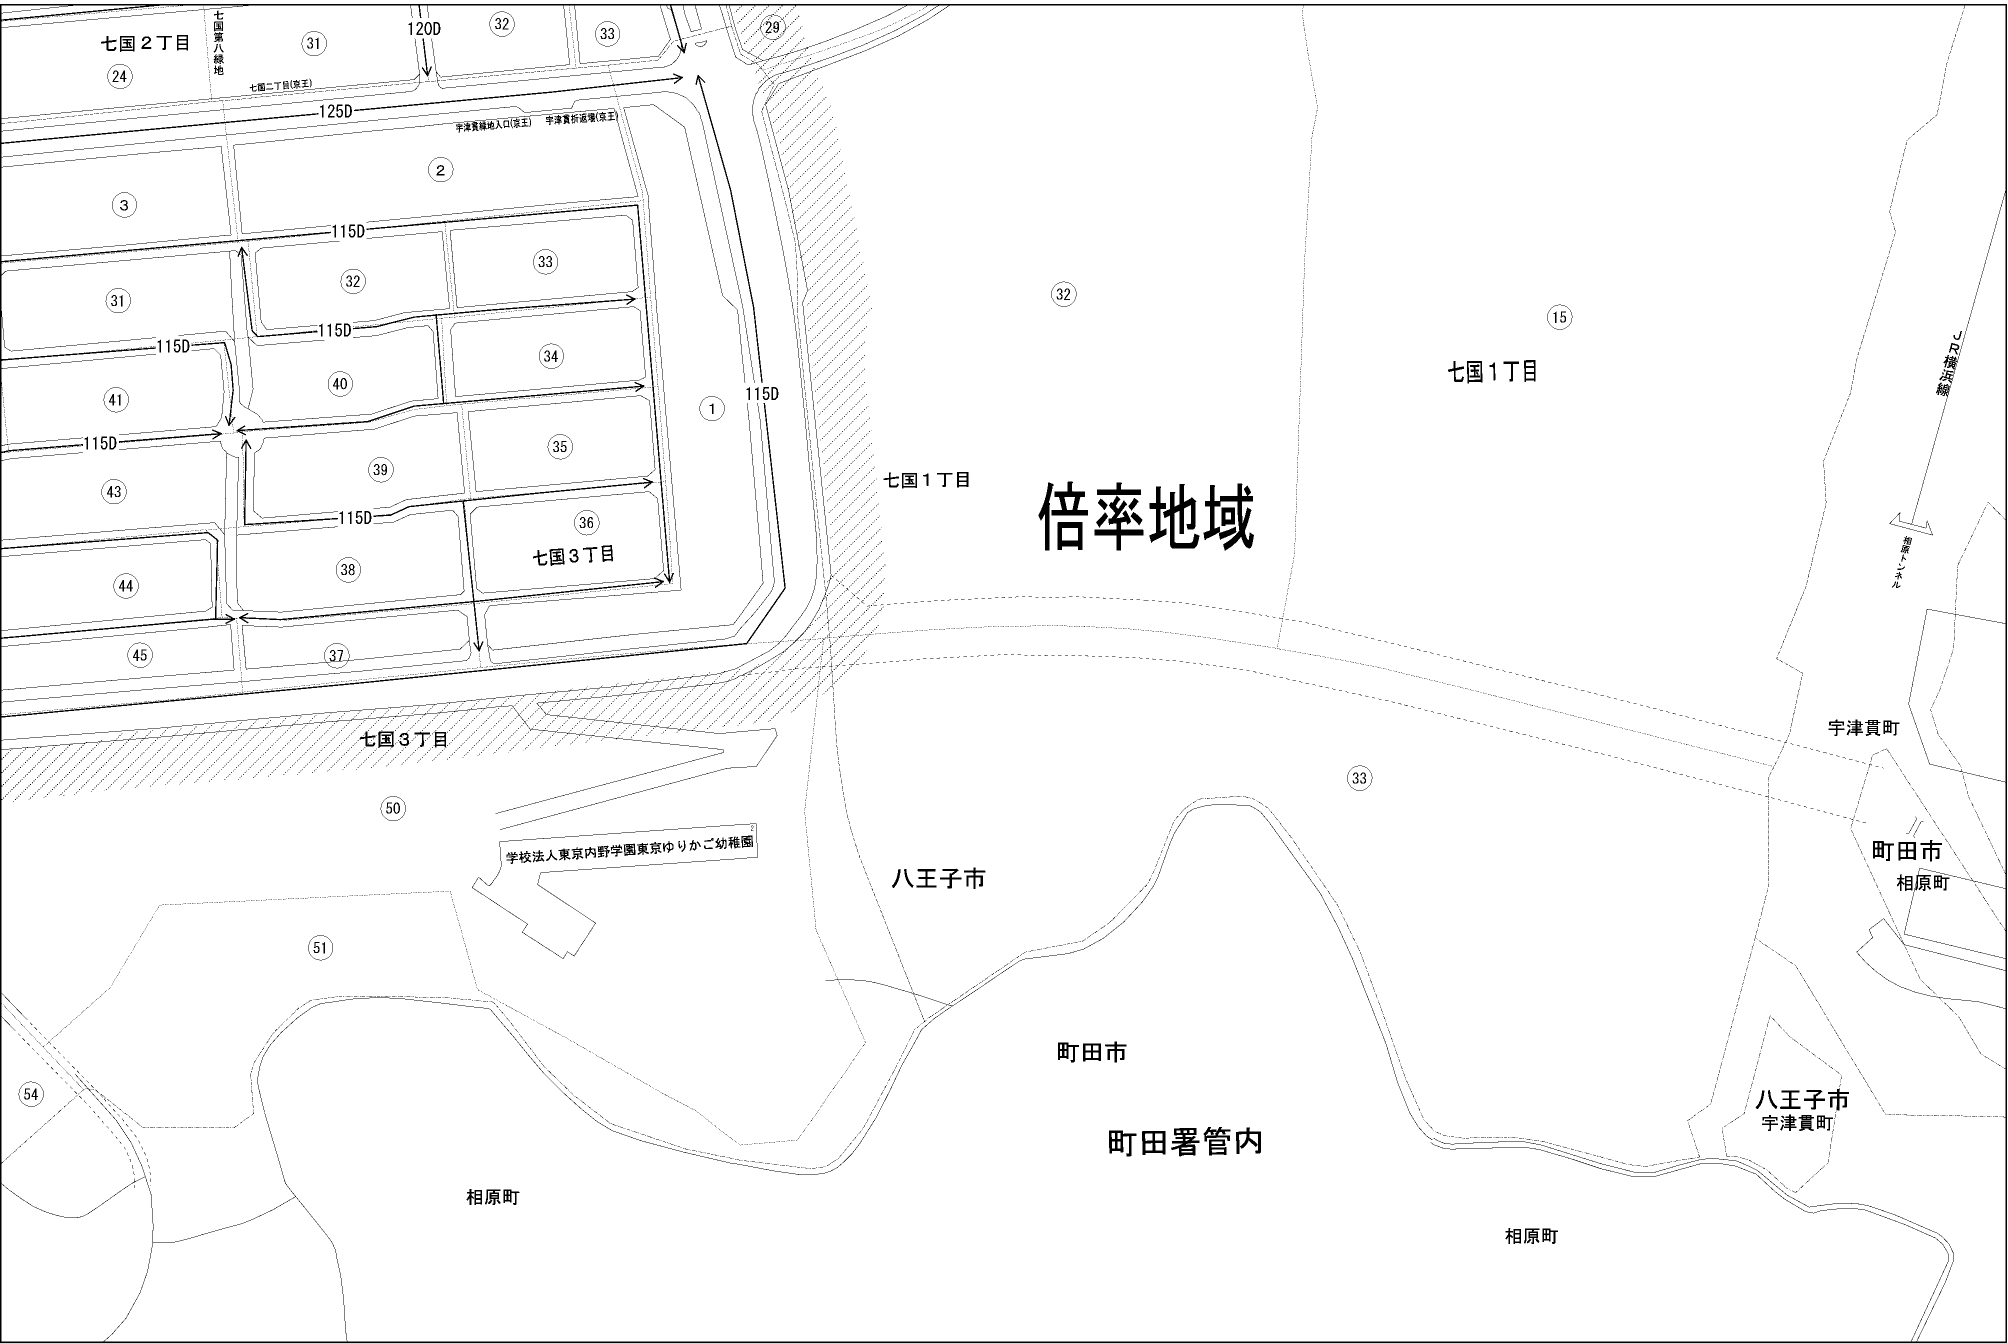 七国２丁目
七国第八緑地
31
120D
32
33
29
24
七国二丁目(京王)
125D
宇津貫緑地入口(京王)
宇津貫折返場(京王)
2
3
115D
31
32
33
115D
115D
34
40
41
115D
1
115D
32
15
七国１丁目
JR横浜線
39
35
115D
43
七国１丁目
倍率地域
36
七国３丁目
相原トンネル
38
44
45
37
七国３丁目
宇津貫町
33
50
学校法人東京内野学園東京ゆりかご幼稚園
2
町田市
相原町
八王子市
51
町田市
54
八王子市
宇津貫町
町田署管内
相原町
相原町